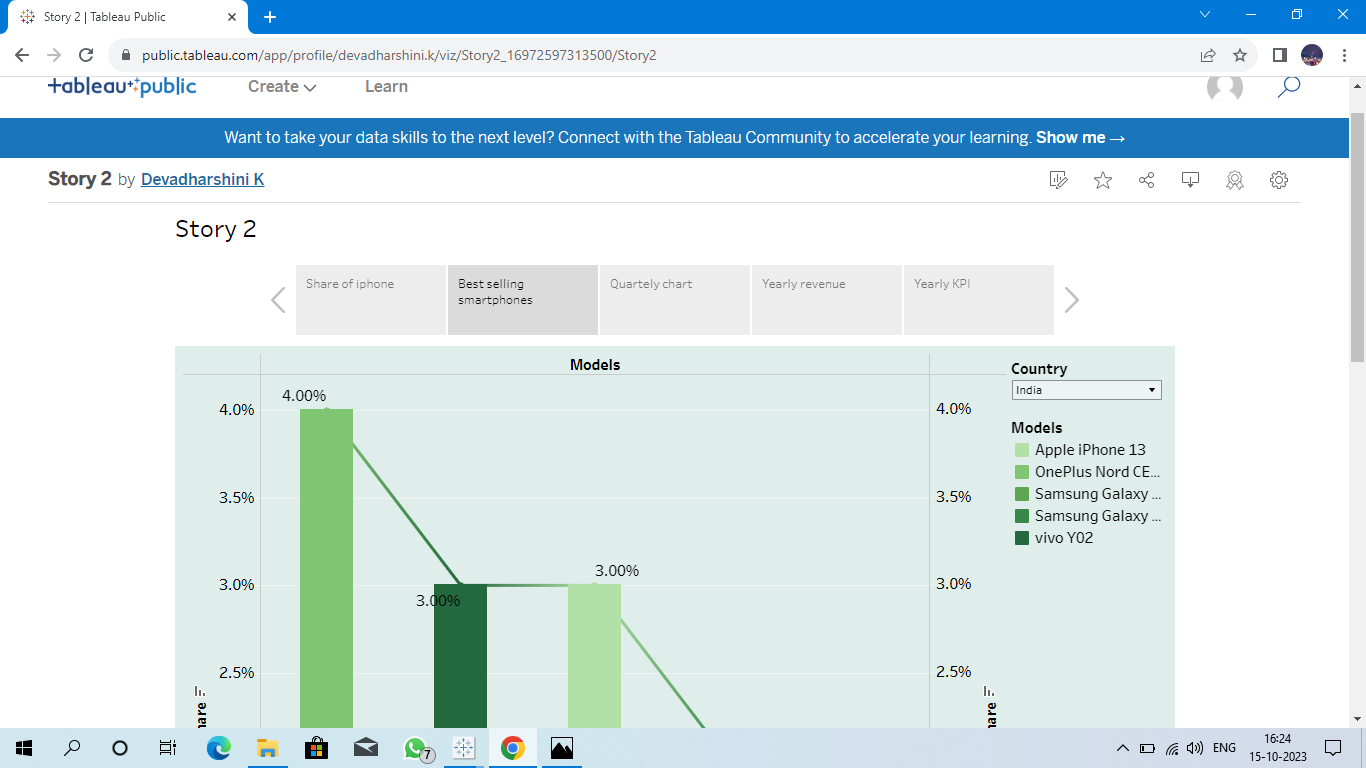 Story 2 | Tableau Public
public.tableau.com/app/profile/devadharshini.k/viz/Story2_16972597313500/Story2
+ableau+public
Create
Learn
Want to take your data skills to the next level? Connect with the Tableau Community to accelerate your learning. Show me →
Story 2 by Devadharshini K
Story 2
Share of iphone
Best selling
smartphones
Quartely chart
Yearly revenue
Yearly KPI
Models
4.00%
4.0%
3.5%
3.0%
2.5%
3.00%
3.00%
4.0%
3.5%
3.0%
2.5%
Country
India
Models
Apple iPhone 13
OnePlus Nord CE...
Samsung Galaxy ...
Samsung Galaxy ...
vivo Y02
7
ENG
16:24
15-10-2023